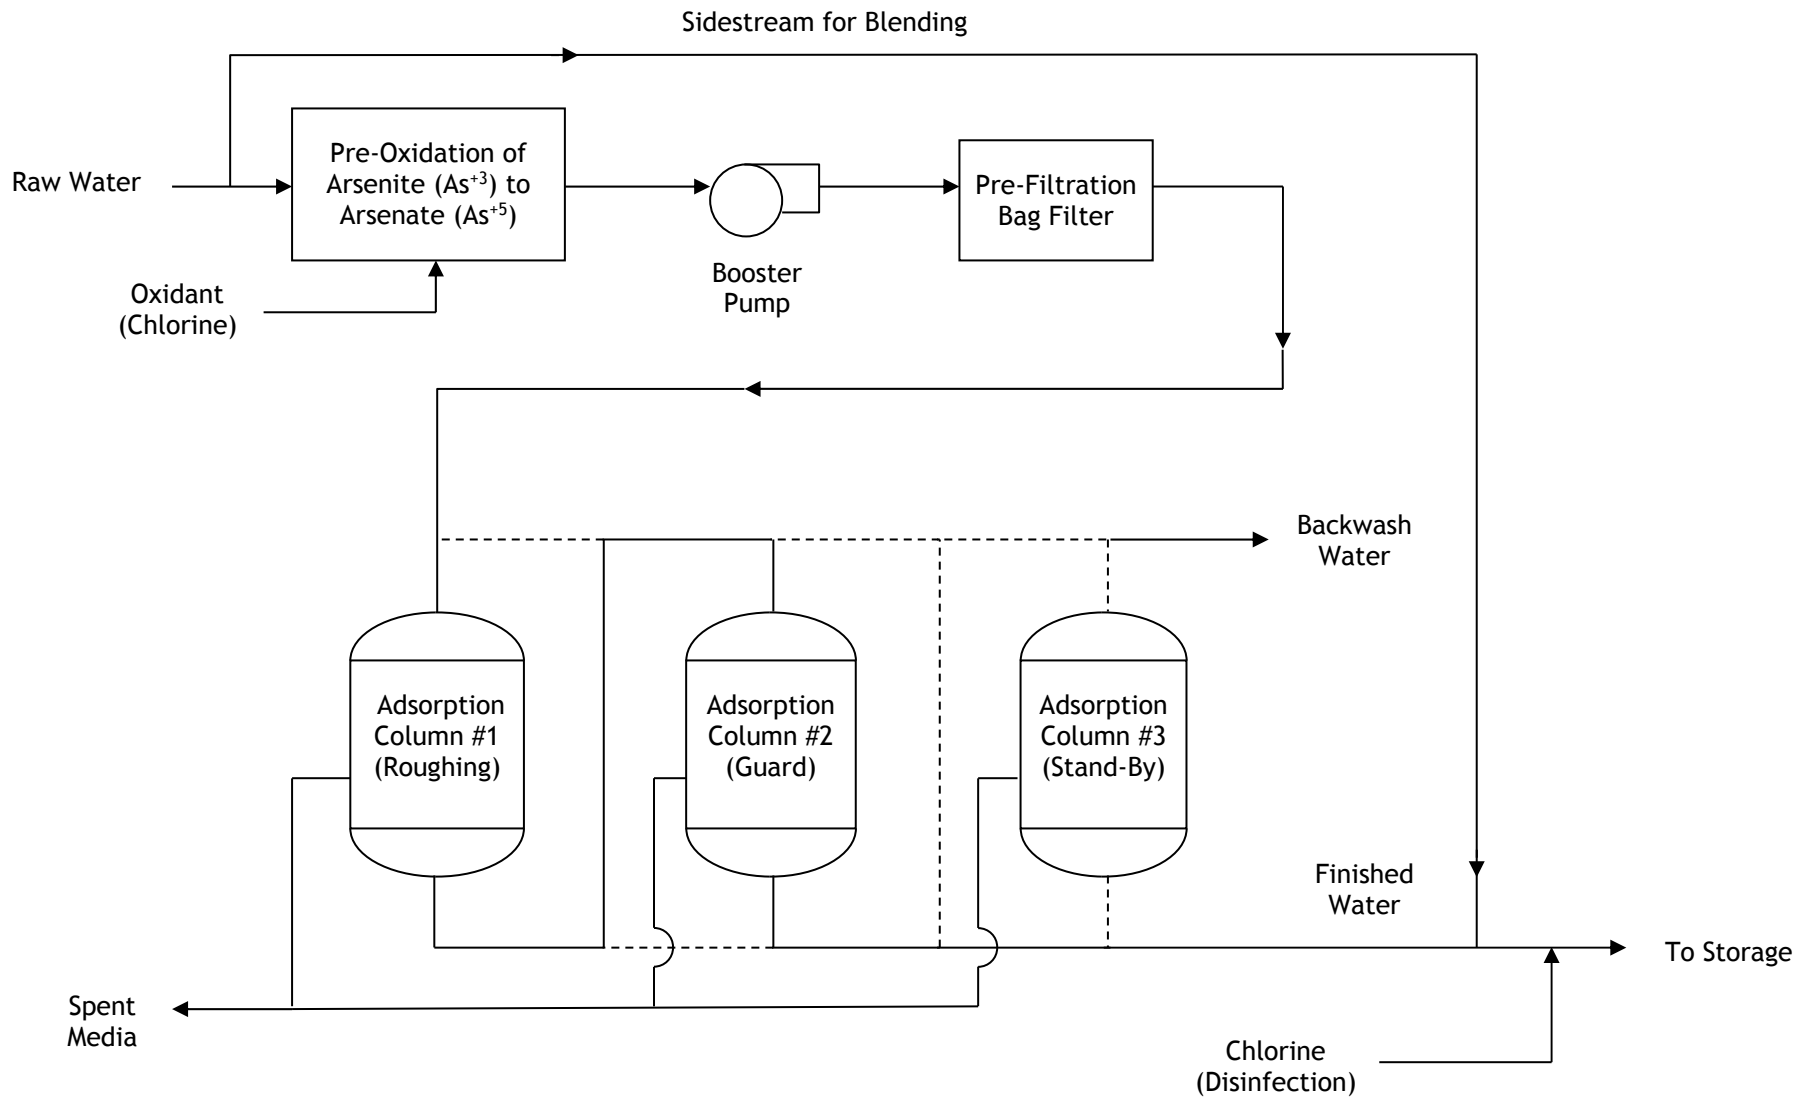 Sidestream for Blending
Raw Water
Pre-Oxidation of
Arsenite (As⁺³) to
Arsenate (As⁺⁵)
Pre-Filtration
Bag Filter
Booster
Pump
Oxidant
(Chlorine)
Backwash
Water
Adsorption
Column #1
(Roughing)
Adsorption
Column #2
(Guard)
Adsorption
Column #3
(Stand-By)
Finished
Water
To Storage
Spent
Media
Chlorine
(Disinfection)